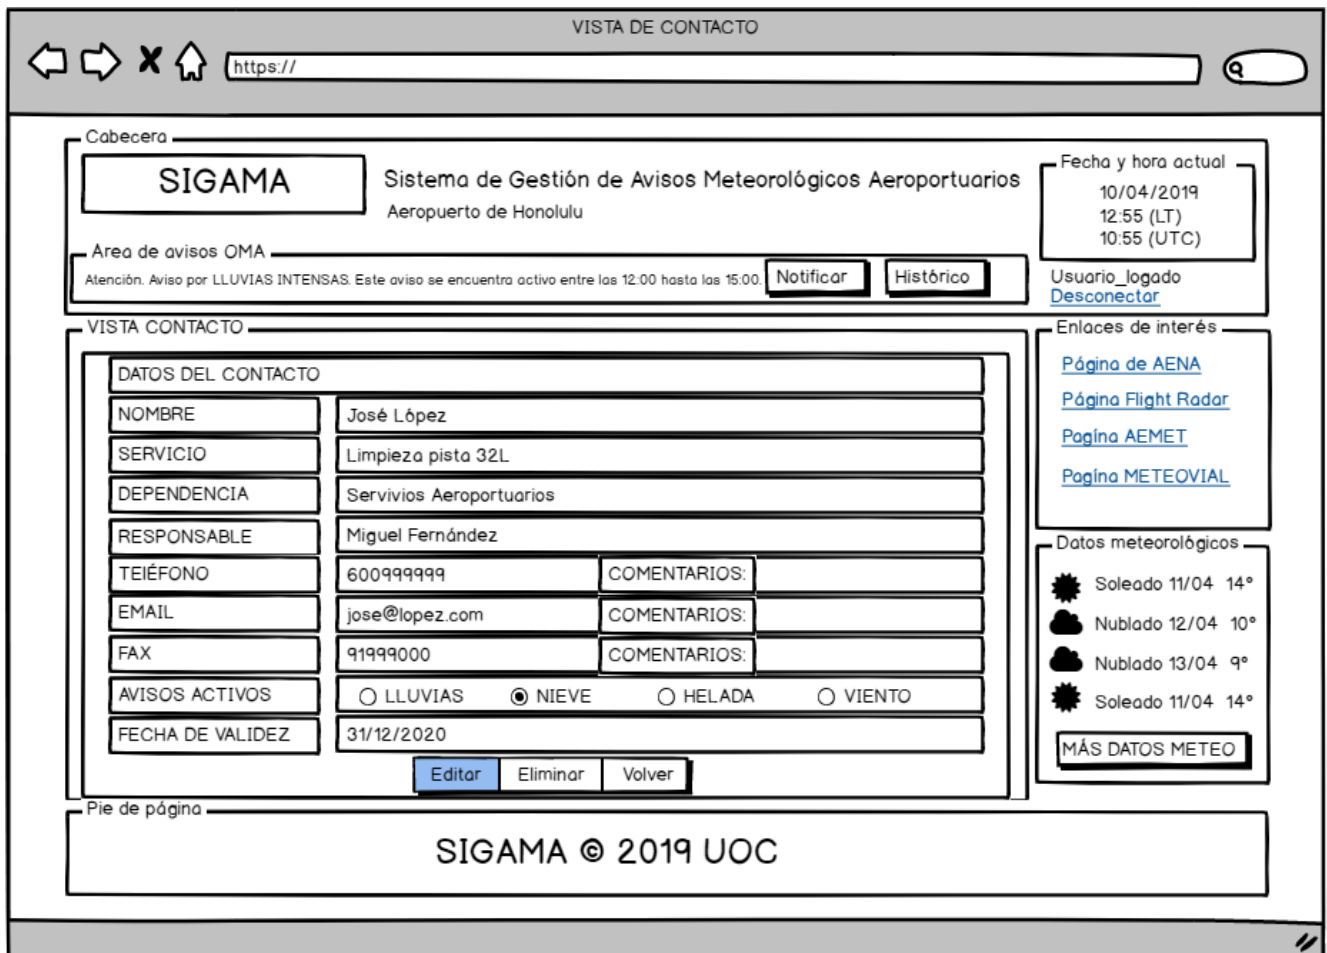 VISTA DE CONTACTO
https://
Cabecera
SIGAMA
Sistema de Gestión de Avisos Meteorológicos Aeroportuarios
Aeropuerto de Honolulu
Fecha y hora actual
10/04/2019
12:55 (LT)
10:55 (UTC)
Area de avisos OMA
Atención. Aviso por LLUVIAS INTENSAS. Este aviso se encuentra activo entre las 12:00 hasta las 15:00.
Notificar
Histórico
Usuario_logado
Desconectar
VISTA CONTACTO
DATOS DEL CONTACTO
NOMBRE José López
SERVICIO Limpieza pista 32L
DEPENDENCIA Servivios Aeroportuarios
RESPONSABLE Miguel Fernández
TElÉFONO 600999999 COMENTARIOS:
EMAIL jose@lopez.com COMENTARIOS:
FAX 91999000 COMENTARIOS:
AVISOS ACTIVOS LLUVIAS NIEVE HELADA VIENTO
FECHA DE VALIDEZ 31/12/2020
Editar Eliminar Volver
Enlaces de interés
Página de AENA
Página Flight Radar
Pagína AEMET
Pagína METEOVIAL
Datos meteorológicos
Soleado 11/04 14°
Nublado 12/04 10°
Nublado 13/04 9°
Soleado 11/04 14°
MÁS DATOS METEO
Pie de página
SIGAMA © 2019 UOC